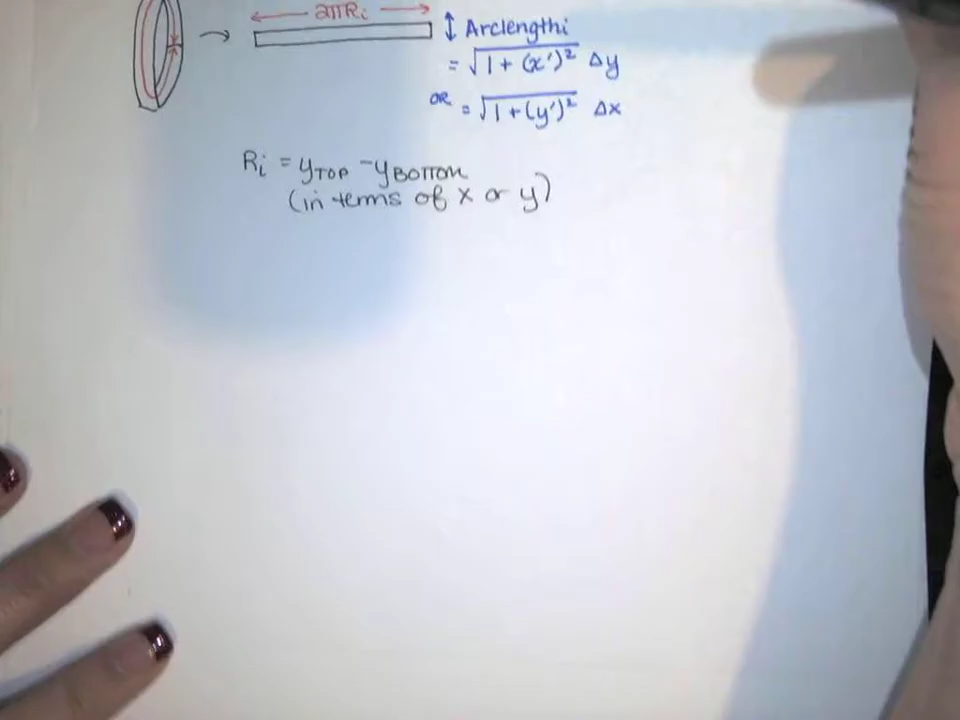 2πRi
Arclengthi
= √1 + (x')² Δy
OR = √1 + (y')² Δx
Ri = yTOP - yBOTTOM
(in terms of x or y)